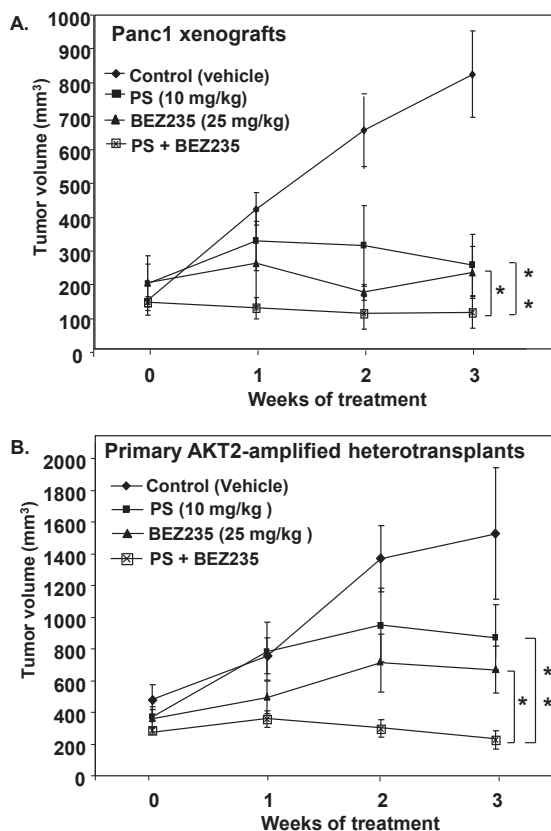 A.
Panc1 xenografts
Control (vehicle)
PS (10 mg/kg)
BEZ235 (25 mg/kg)
PS + BEZ235
Tumor volume (mm³)
1000
900
800
700
600
500
400
300
200
100
0
* *
*
0 1 2 3
Weeks of treatment
B.
Primary AKT2-amplified heterotransplants
Control (Vehicle)
PS (10 mg/kg )
BEZ235 (25 mg/kg )
PS + BEZ235
Tumor volume (mm³)
2000
1800
1600
1400
1200
1000
800
600
400
200
0
* *
*
0 1 2 3
Weeks of treatment